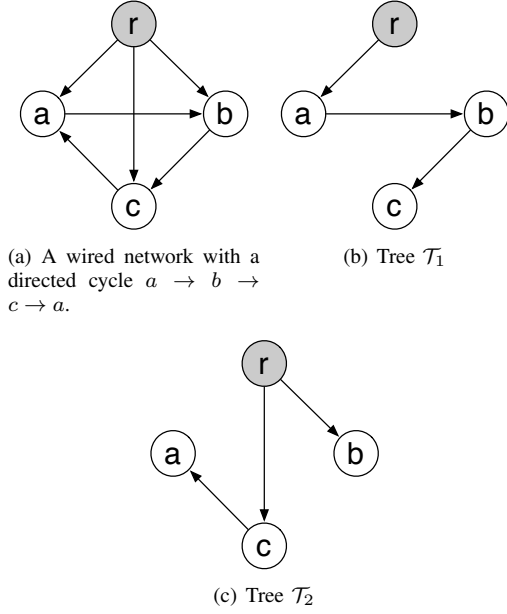 r r
a b a b
c c
(a) A wired network with a
directed cycle a → b →
c → a.
(b) Tree T₁
r
a b
c
(c) Tree T₂